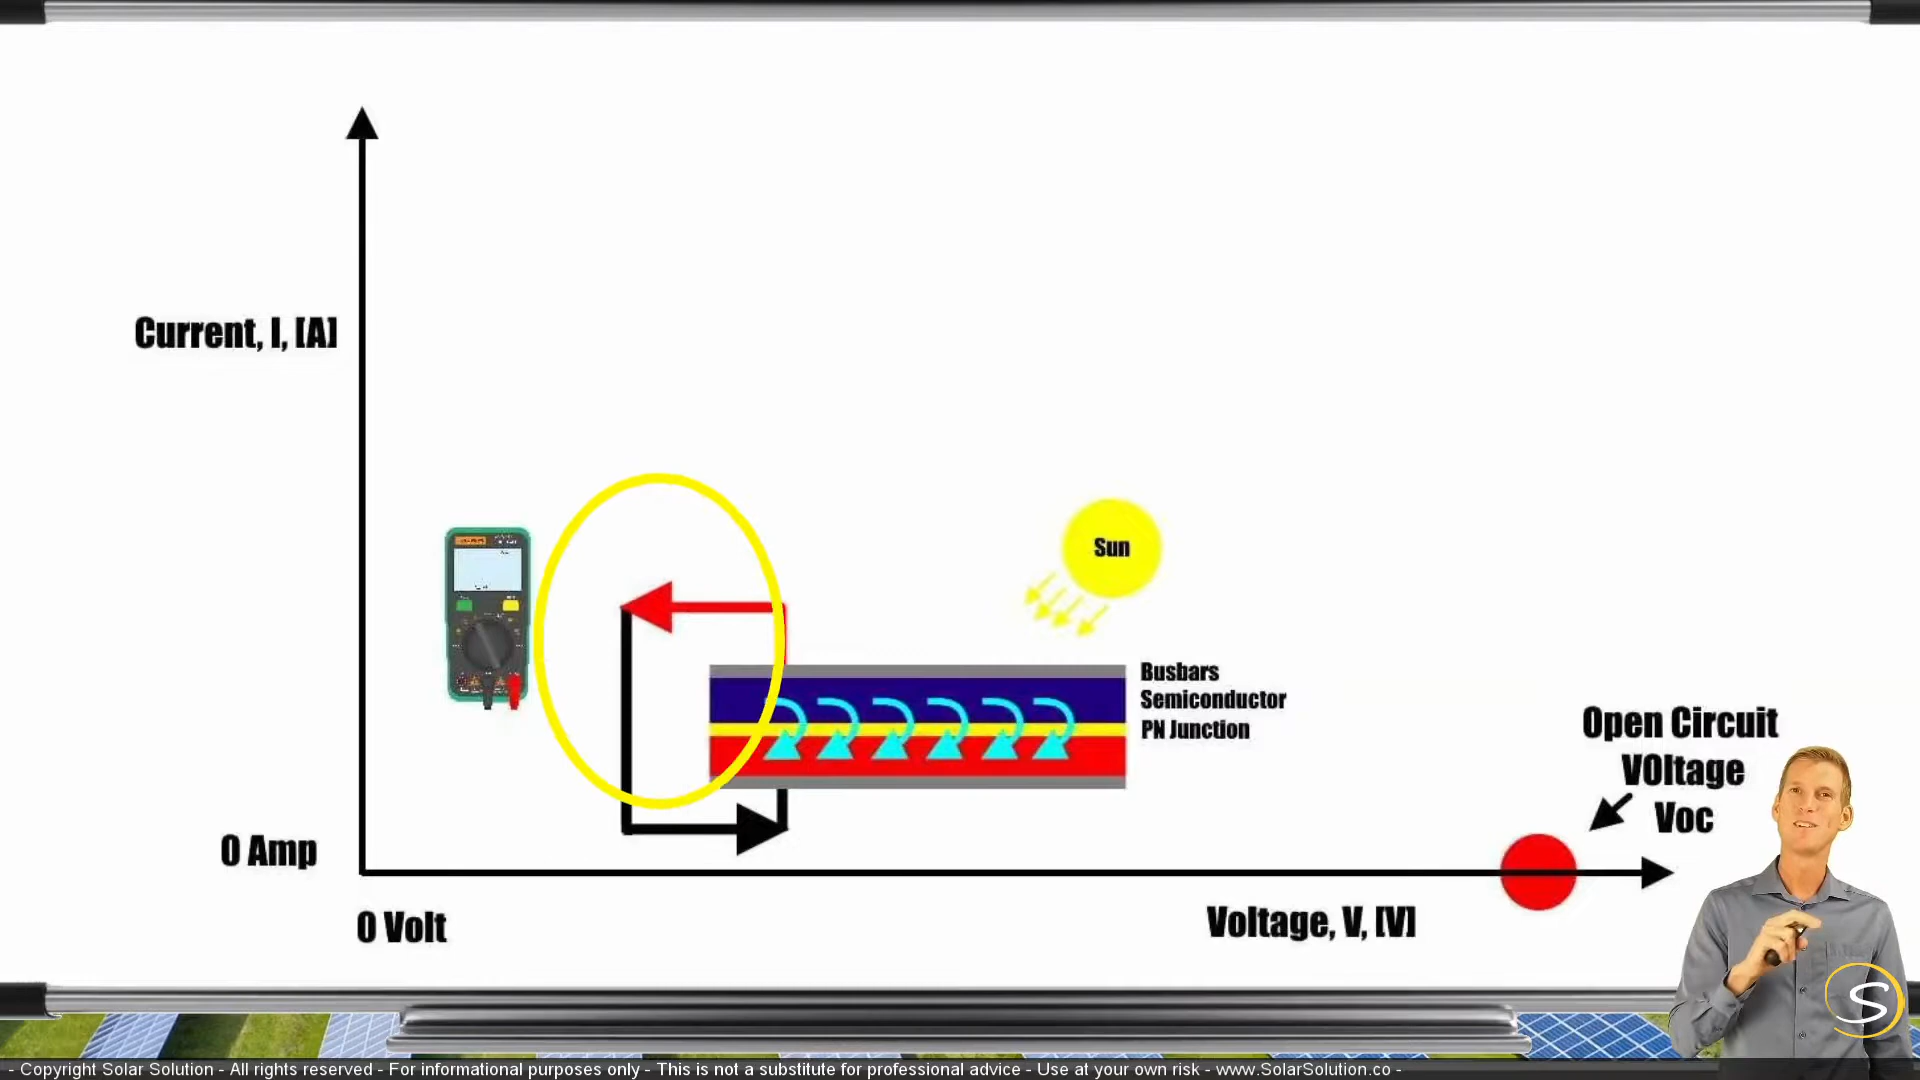 Current, I, [A]
Sun
Busbars
Semiconductor
PN Junction
Open Circuit
VOltage
Voc
0 Amp
0 Volt
Voltage, V, [V]
S
- Copyright Solar Solution - All rights reserved - For informational purposes only - This is not a substitute for professional advice - Use at your own risk - www.SolarSolution.co -